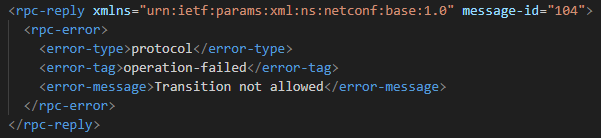 <rpc-reply xmlns="urn:ietf:params:xml:ns:netconf:base:1.0" message-id="104">
  <rpc-error>
    <error-type>protocol</error-type>
    <error-tag>operation-failed</error-tag>
    <error-message>Transition not allowed</error-message>
  </rpc-error>
</rpc-reply>